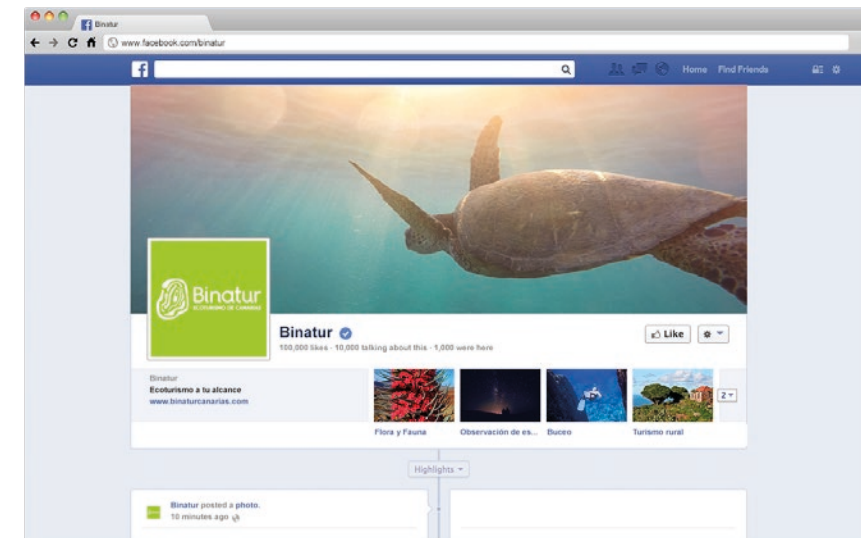 Binatur
www.facebook.com/binatur
f
Home Find Friends
Binatur
ECOTURISMO DE CANARIAS
Binatur
100,000 likes · 10,000 talking about this · 1,000 were here
Like
Binatur
Ecoturismo a tu alcance
www.binaturcanarias.com
Flora y Fauna
Observación de es...
Buceo
Turismo rural
2
Highlights
Binatur posted a photo.
10 minutes ago